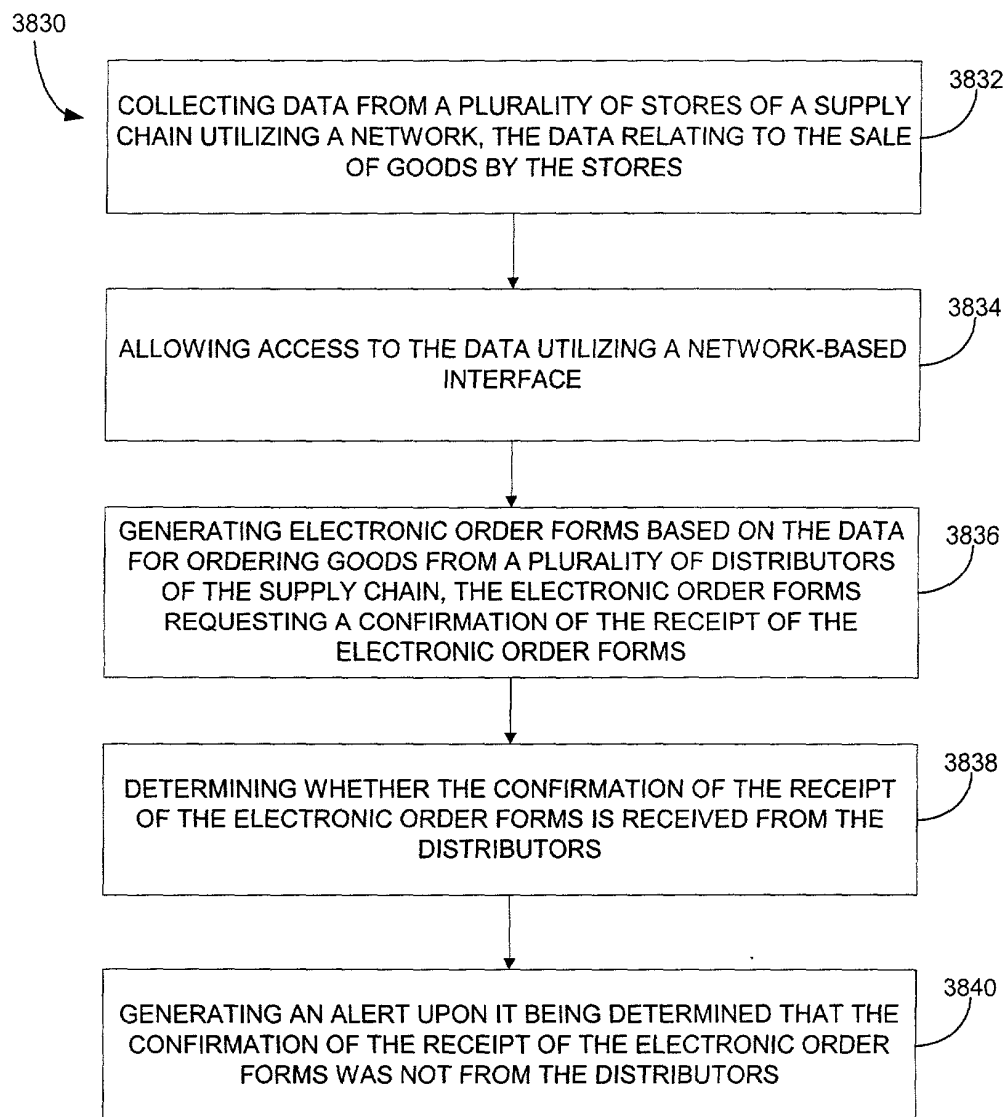 3830
3832
COLLECTING DATA FROM A PLURALITY OF STORES OF A SUPPLY
CHAIN UTILIZING A NETWORK, THE DATA RELATING TO THE SALE
OF GOODS BY THE STORES
3834
ALLOWING ACCESS TO THE DATA UTILIZING A NETWORK-BASED
INTERFACE
3836
GENERATING ELECTRONIC ORDER FORMS BASED ON THE DATA
FOR ORDERING GOODS FROM A PLURALITY OF DISTRIBUTORS
OF THE SUPPLY CHAIN, THE ELECTRONIC ORDER FORMS
REQUESTING A CONFIRMATION OF THE RECEIPT OF THE
ELECTRONIC ORDER FORMS
3838
DETERMINING WHETHER THE CONFIRMATION OF THE RECEIPT
OF THE ELECTRONIC ORDER FORMS IS RECEIVED FROM THE
DISTRIBUTORS
3840
GENERATING AN ALERT UPON IT BEING DETERMINED THAT THE
CONFIRMATION OF THE RECEIPT OF THE ELECTRONIC ORDER
FORMS WAS NOT FROM THE DISTRIBUTORS